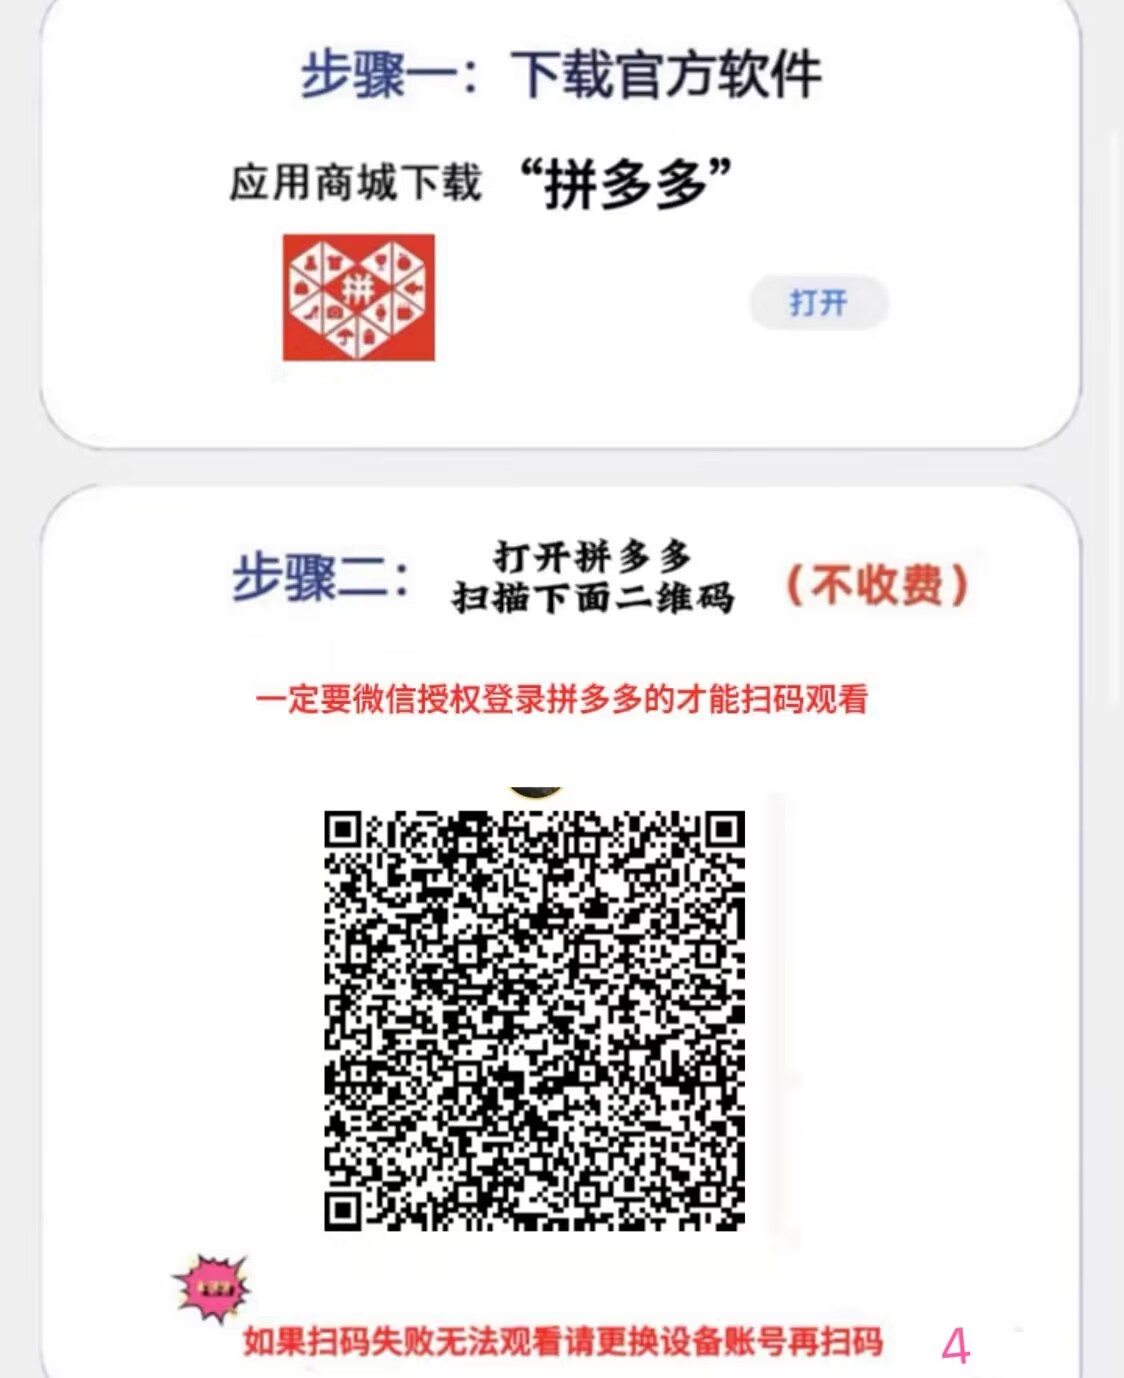 步骤一：下载官方软件
应用商城下载 “拼多多”
拼
打开
步骤二：
打开拼多多
扫描下面二维码
（不收费）
一定要微信授权登录拼多多的才能扫码观看
如果扫码失败无法观看请更换设备账号再扫码
4